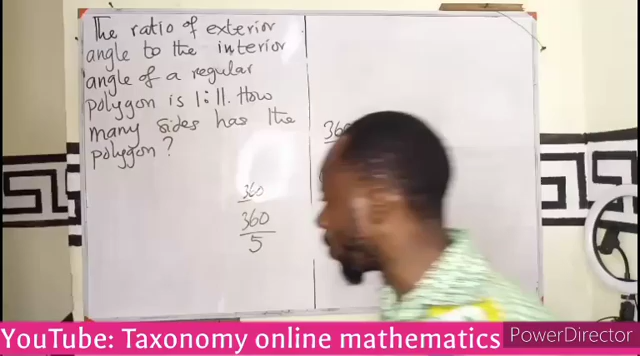 The ratio of exterior
angle to the interior
angle of a regular
polygon is 1:11. How
many sides has the
polygon?
360
360
360
5
YouTube: Taxonomy online mathematics
PowerDirector